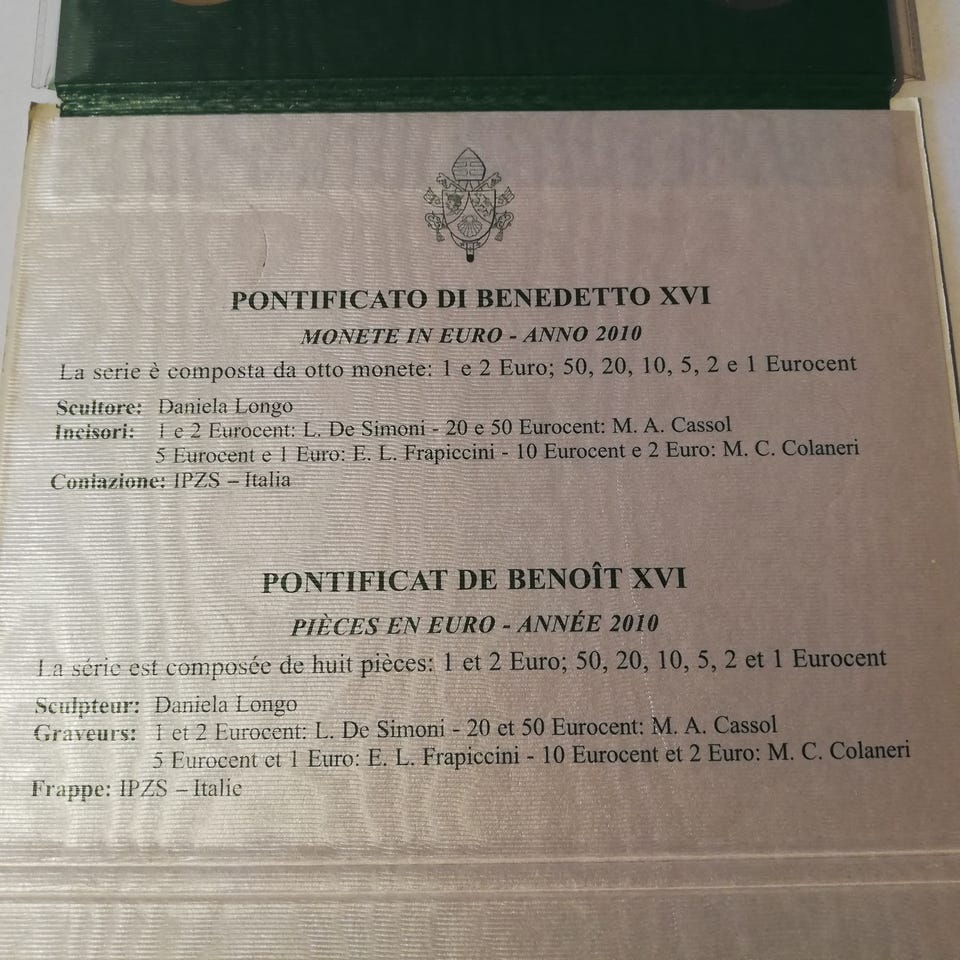 PONTIFICATO DI BENEDETTO XVI
MONETE IN EURO - ANNO 2010
La serie è composta da otto monete: 1 e 2 Euro; 50, 20, 10, 5, 2 e 1 Eurocent
Scultore: Daniela Longo
Incisori: 1 e 2 Eurocent: L. De Simoni - 20 e 50 Eurocent: M. A. Cassol
5 Eurocent e 1 Euro: E. L. Frapiccini - 10 Eurocent e 2 Euro: M. C. Colaneri
Coniazione: IPZS – Italia
PONTIFICAT DE BENOÎT XVI
PIÈCES EN EURO - ANNÉE 2010
La série est composée de huit pièces: 1 et 2 Euro; 50, 20, 10, 5, 2 et 1 Eurocent
Sculpteur: Daniela Longo
Graveurs: 1 et 2 Eurocent: L. De Simoni - 20 et 50 Eurocent: M. A. Cassol
5 Eurocent et 1 Euro: E. L. Frapiccini - 10 Eurocent et 2 Euro: M. C. Colaneri
Frappe: IPZS – Italie